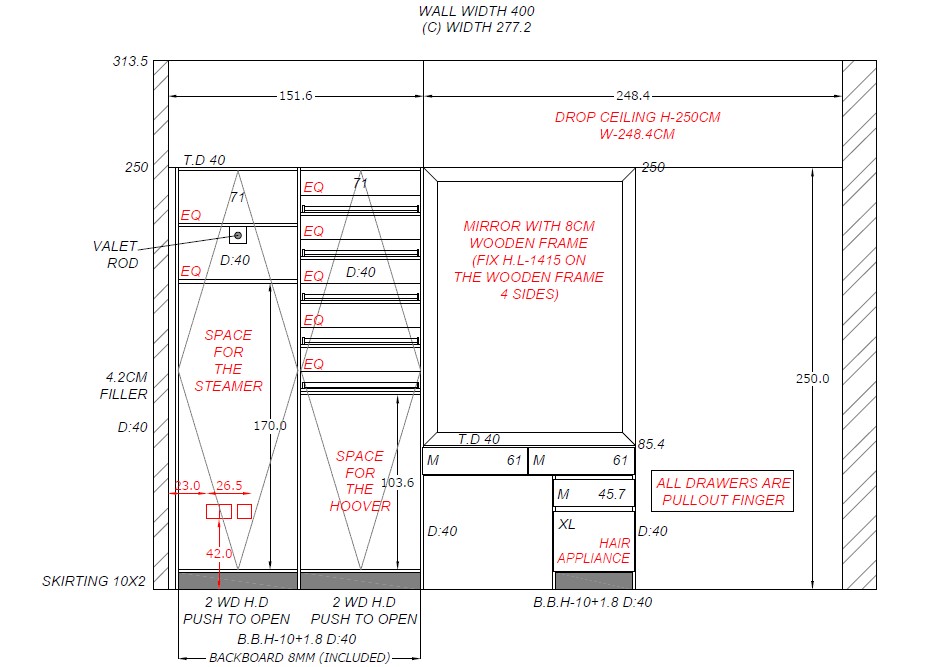 WALL WIDTH 400
(C) WIDTH 277.2
313.5
151.6
248.4
DROP CEILING H-250CM
W-248.4CM
250
T.D 40
250
71
71
EQ
EQ
EQ
VALET
ROD
D:40
EQ
EQ
D:40
EQ
EQ
MIRROR WITH 8CM
WOODEN FRAME
(FIX H.L-1415 ON
THE WOODEN FRAME
4 SIDES)
SPACE
FOR
THE
STEAMER
4.2CM
FILLER
D:40
170.0
250.0
T.D 40
85.4
M 61
M 61
SPACE
FOR
THE
HOOVER
103.6
23.0
26.5
42.0
M 45.7
ALL DRAWERS ARE
PULLOUT FINGER
D:40
XL
HAIR
APPLIANCE
D:40
SKIRTING 10X2
2 WD H.D
PUSH TO OPEN
2 WD H.D
PUSH TO OPEN
B.B.H-10+1.8 D:40
B.B.H-10+1.8 D:40
BACKBOARD 8MM (INCLUDED)